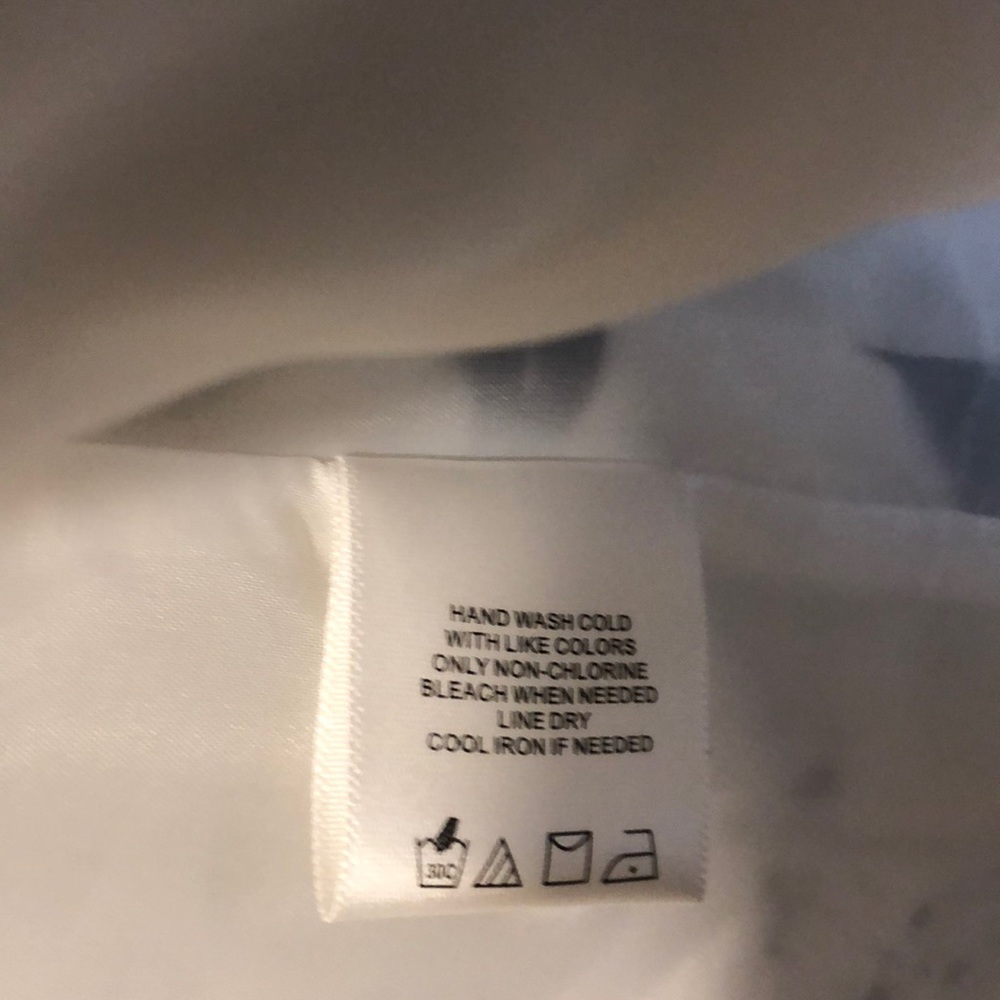 HAND WASH COLD
WITH LIKE COLORS
ONLY NON-CHLORINE
BLEACH WHEN NEEDED
LINE DRY
COOL IRON IF NEEDED
30C